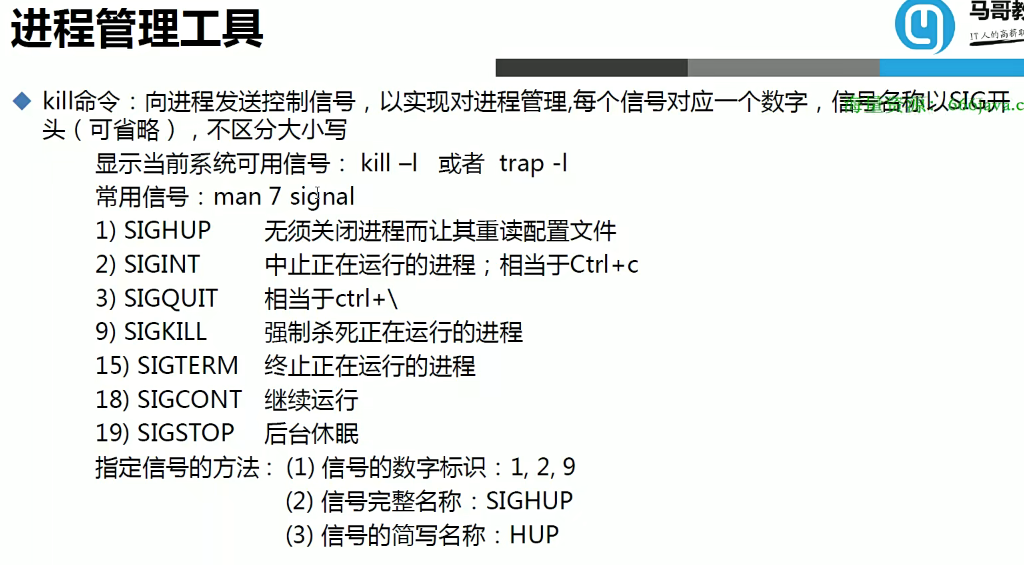 进程管理工具
马哥教
IT人的高薪职
◆ kill命令：向进程发送控制信号，以实现对进程管理,每个信号对应一个数字，信号名称以SIG开
头（可省略），不区分大小写
显示当前系统可用信号： kill –l 或者 trap -l
常用信号：man 7 signal
1) SIGHUP 无须关闭进程而让其重读配置文件
2) SIGINT 中止正在运行的进程；相当于Ctrl+c
3) SIGQUIT 相当于ctrl+\
9) SIGKILL 强制杀死正在运行的进程
15) SIGTERM 终止正在运行的进程
18) SIGCONT 继续运行
19) SIGSTOP 后台休眠
指定信号的方法：(1) 信号的数字标识：1, 2, 9
(2) 信号完整名称：SIGHUP
(3) 信号的简写名称：HUP